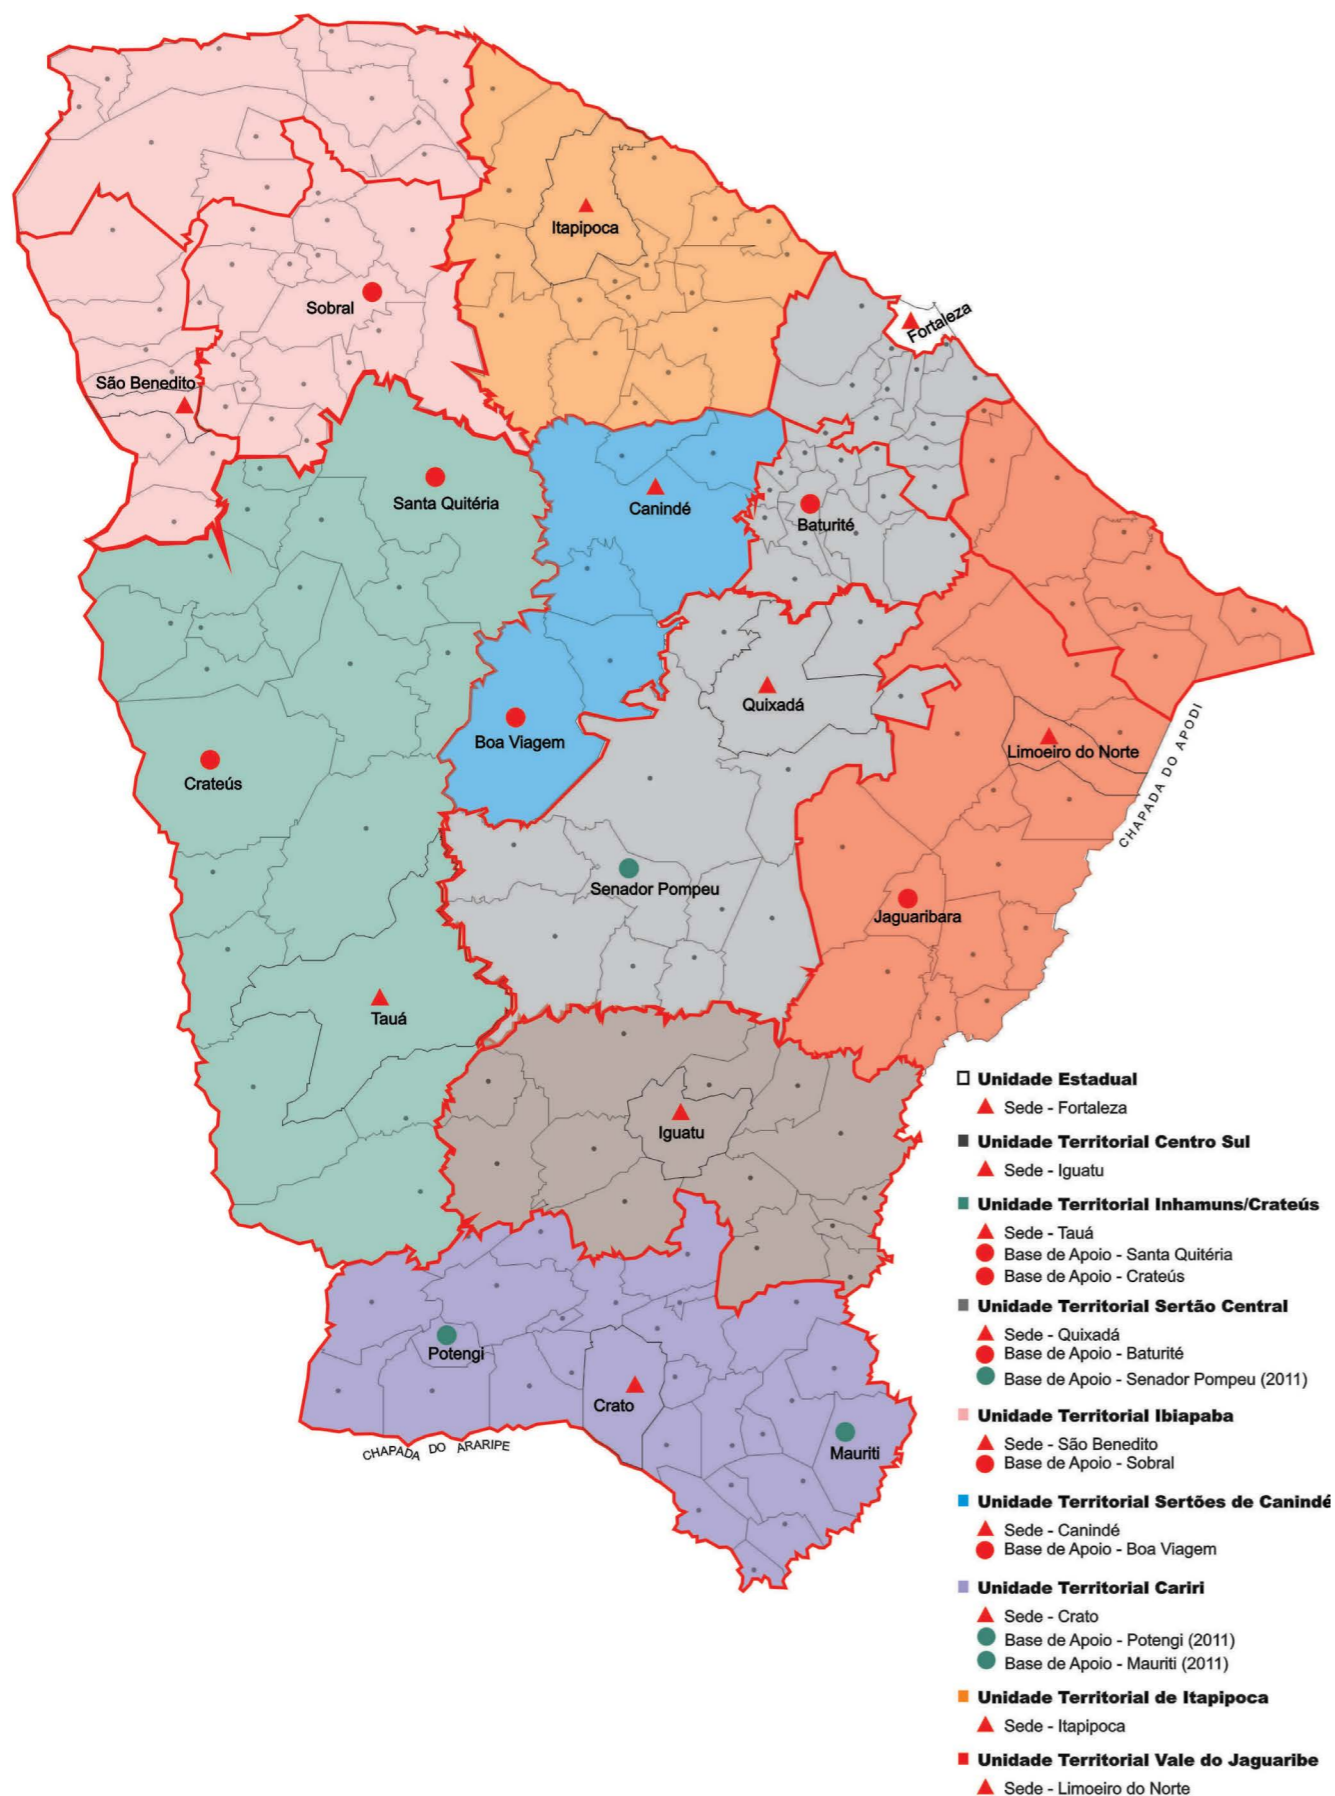 Itapipoca
Sobral
Fortaleza
São Benedito
Santa Quitéria
Canindé
Baturité
Quixadá
Boa Viagem
Limoeiro do Norte
Crateús
CHAPADA DO APODI
Senador Pompeu
Jaguaribara
Tauá
Iguatu
Potengi
Crato
Mauriti
CHAPADA DO ARARIPE
Unidade Estadual
Sede - Fortaleza
Unidade Territorial Centro Sul
Sede - Iguatu
Unidade Territorial Inhamuns/Crateús
Sede - Tauá
Base de Apoio - Santa Quitéria
Base de Apoio - Crateús
Unidade Territorial Sertão Central
Sede - Quixadá
Base de Apoio - Baturité
Base de Apoio - Senador Pompeu (2011)
Unidade Territorial Ibiapaba
Sede - São Benedito
Base de Apoio - Sobral
Unidade Territorial Sertões de Canindé
Sede - Canindé
Base de Apoio - Boa Viagem
Unidade Territorial Cariri
Sede - Crato
Base de Apoio - Potengi (2011)
Base de Apoio - Mauriti (2011)
Unidade Territorial de Itapipoca
Sede - Itapipoca
Unidade Territorial Vale do Jaguaribe
Sede - Limoeiro do Norte